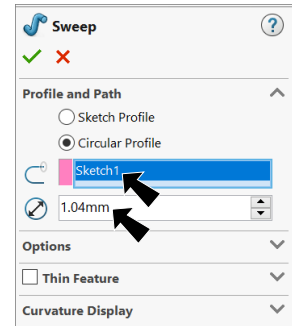 Sweep
?
Profile and Path
Sketch Profile
Circular Profile
Sketch1
1.04mm
Options
Thin Feature
Curvature Display